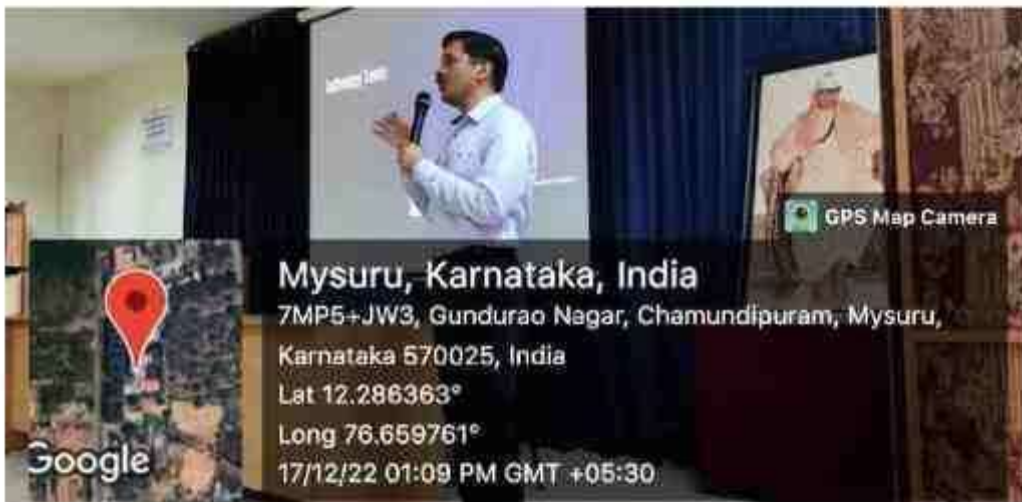 GPS Map Camera
Mysuru, Karnataka, India
7MP5+JW3, Gundurao Nagar, Chamundipuram, Mysuru,
Karnataka 570025, India
Lat 12.286363°
Long 76.659761°
17/12/22 01:09 PM GMT +05:30
Google